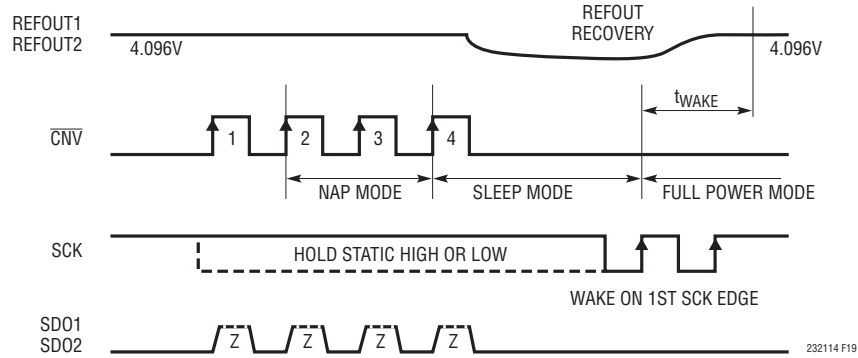 REFOUT1
REFOUT2
4.096V
REFOUT
RECOVERY
4.096V
tWAKE
CNV
1
2
3
4
NAP MODE
SLEEP MODE
FULL POWER MODE
SCK
HOLD STATIC HIGH OR LOW
WAKE ON 1ST SCK EDGE
SDO1
SDO2
Z
Z
Z
Z
232114 F19